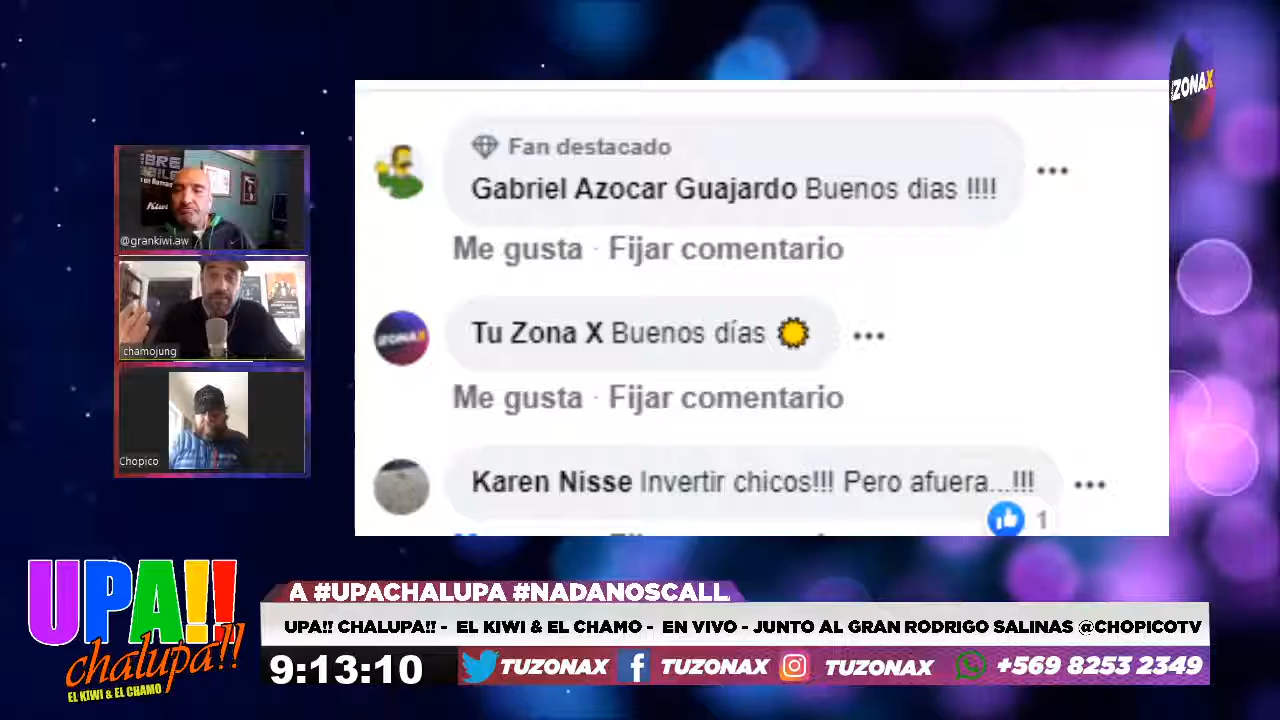 ZONAX
Fan destacado
Gabriel Azocar Guajardo Buenos dias !!!!
Me gusta · Fijar comentario
ZONAX
Tu Zona X Buenos días
Me gusta · Fijar comentario
Karen Nisse Invertir chicos!!! Pero afuera...!!!
1
Kiwi
@grankiwi.aw
chamojung
Chopico
UPA!!
chalupa!!
EL KIWI & EL CHAMO
A #UPACHALUPA #NADANOSCALL
UPA!! CHALUPA!! - EL KIWI & EL CHAMO - EN VIVO - JUNTO AL GRAN RODRIGO SALINAS @CHOPICOTV
9:13:10
TUZONAX TUZONAX TUZONAX +569 8253 2349